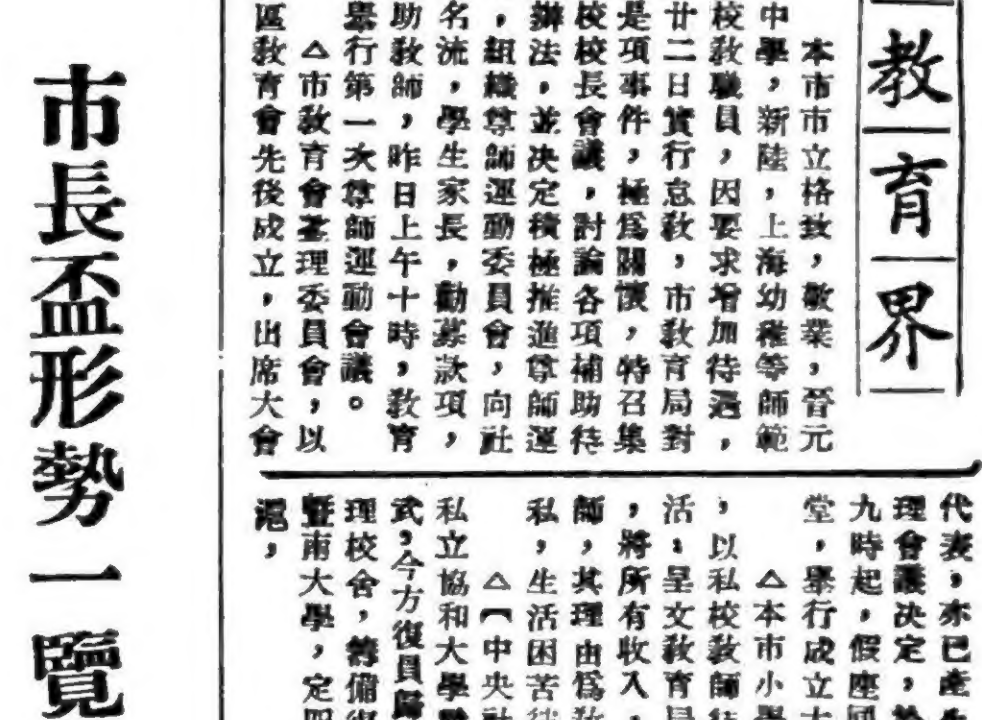 教育界
本市市立格致，敬業，晉元
中學，新陸，上海幼稚等師範
校教職員，因要求增加待遇，
廿二日實行怠教，市教育局對
是項事件，極爲關懷，特召集
校校長會議，討論各項補助待
辦法，並決定積極推進尊師運
，組織尊師運動委員會，向社
名流，學生家長，勸募款項，
助教師，昨日上午十時，教育
舉行第一次尊師運動會議。
△市教育會整理委員會，以
區教育會先後成立，出席大會
代表，亦已產
理會議決定，
九時起，假座
堂，舉行成立大
△本市小學
，以私校教師待
活，呈文教育局
，將所有收入，
師，其理由爲教
私，生活困苦
△【中央社
私立協和大學
武，今方復員
理校舍，籌備復
暨南大學，定
滬，
市長盃形勢一覽